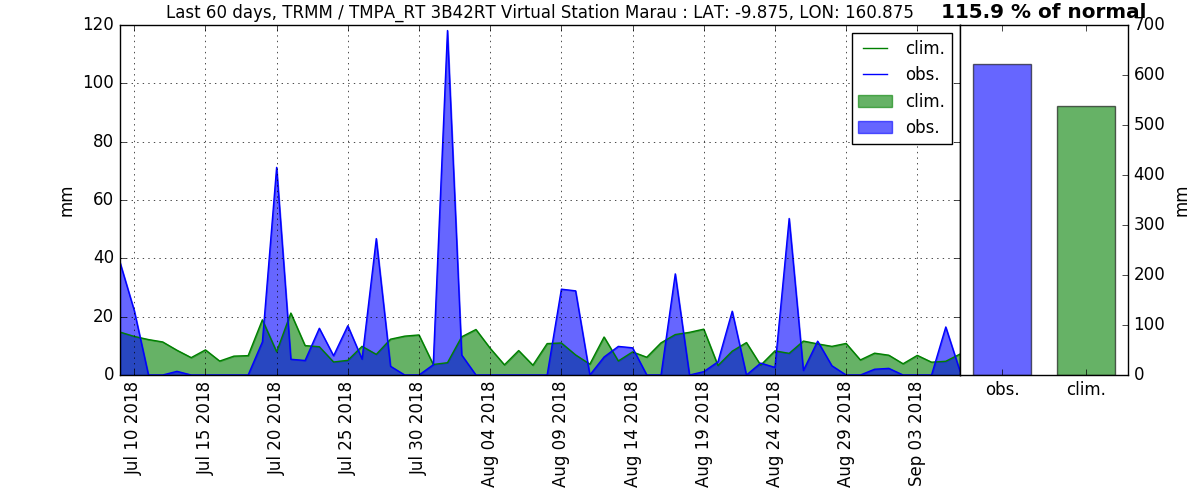 Last 60 days, TRMM / TMPA_RT 3B42RT Virtual Station Marau : LAT: -9.875, LON: 160.875
115.9 % of normal
mm
120
100
80
60
40
20
0
clim.
obs.
clim.
obs.
700
600
500
400
300
200
100
0
mm
obs.
clim.
Jul 10 2018
Jul 15 2018
Jul 20 2018
Jul 25 2018
Jul 30 2018
Aug 04 2018
Aug 09 2018
Aug 14 2018
Aug 19 2018
Aug 24 2018
Aug 29 2018
Sep 03 2018